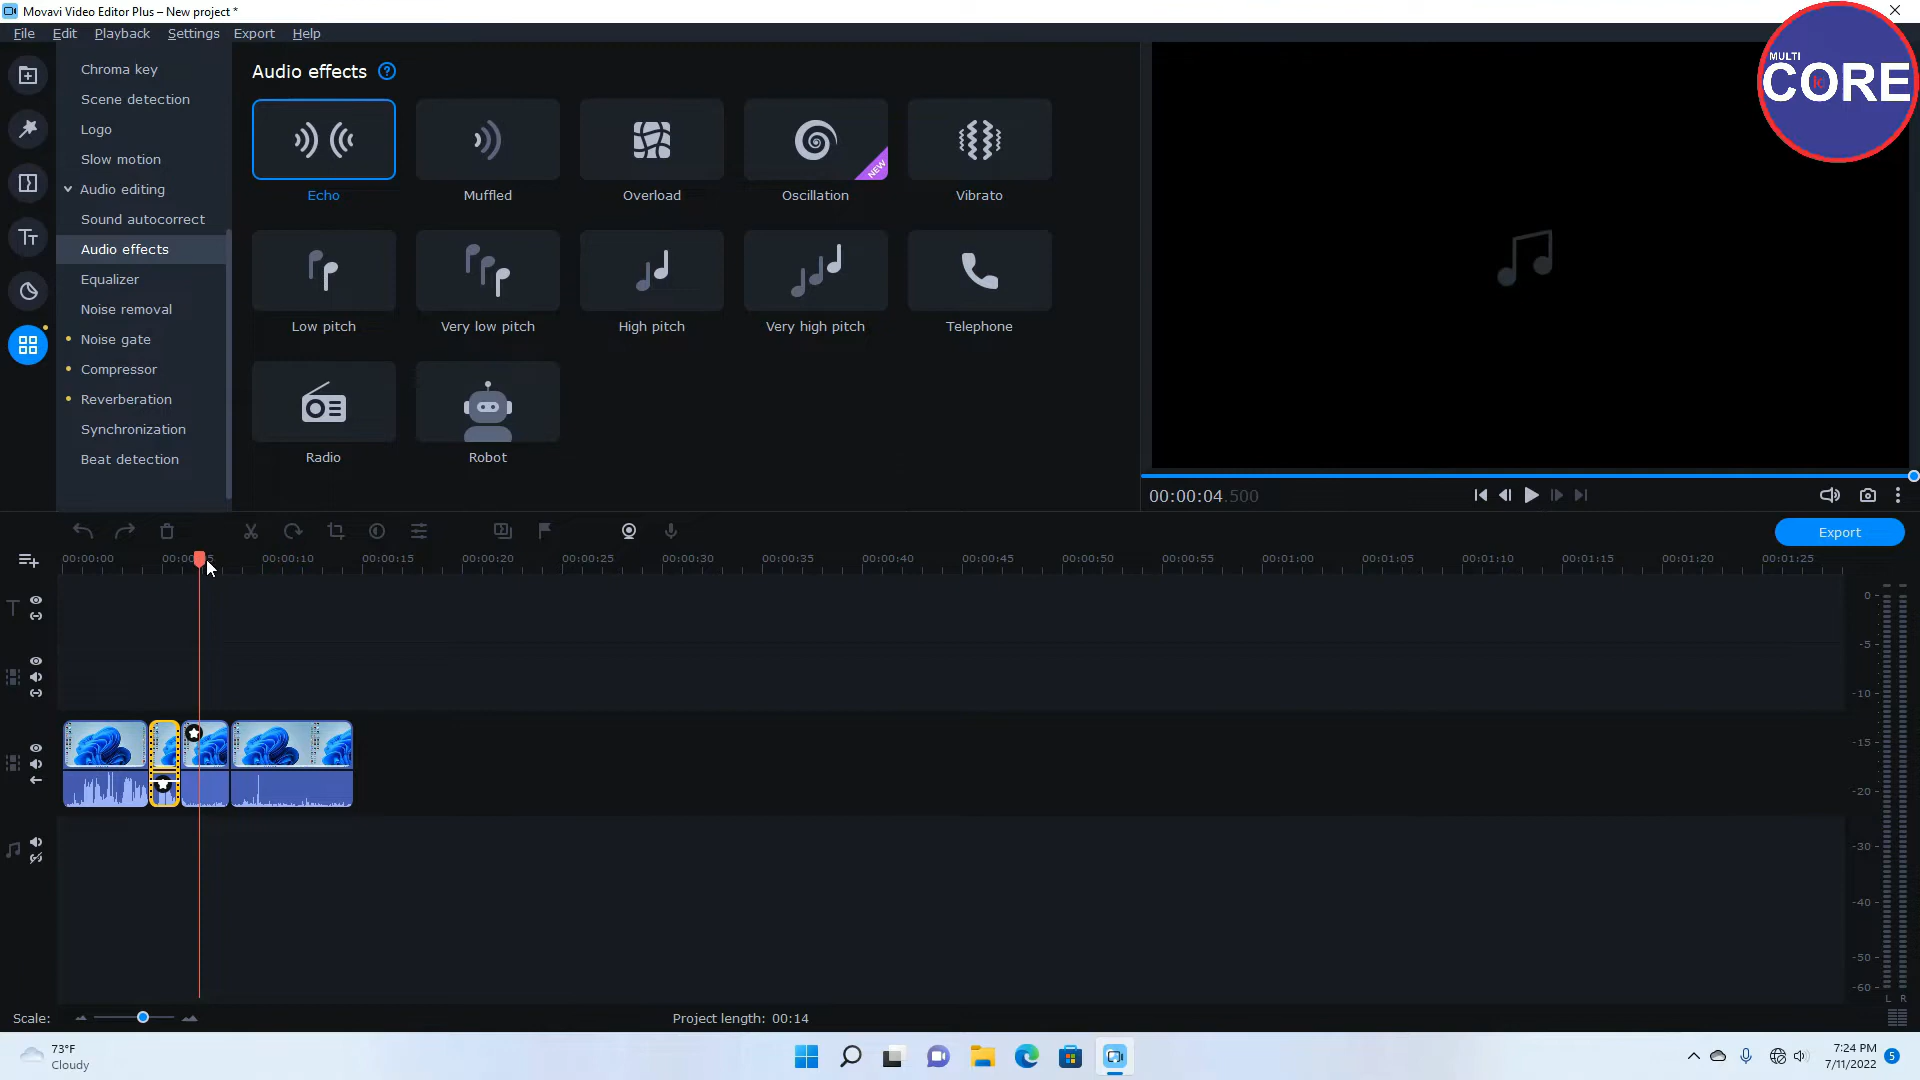 Movavi Video Editor Plus – New project *
File Edit Playback Settings Export Help
MULTI
CORE
Chroma key
Scene detection
Logo
Slow motion
Audio editing
Sound autocorrect
Audio effects
Equalizer
Noise removal
Noise gate
Compressor
Reverberation
Synchronization
Beat detection
Audio effects ?
NEW
Echo Muffled Overload Oscillation Vibrato
Low pitch Very low pitch High pitch Very high pitch Telephone
Radio Robot
00:00:04.500
Export
00:00:00 00:00:10 00:00:15 00:00:20 00:00:25 00:00:30 00:00:35 00:00:40 00:00:45 00:00:50 00:00:55 00:01:00 00:01:05 00:01:10 00:01:15 00:01:20 00:01:25
0
-5
-10
-15
-20
-30
-40
-50
-60
L R
Scale:
Project length: 00:14
73°F
Cloudy
7:24 PM
7/11/2022
5